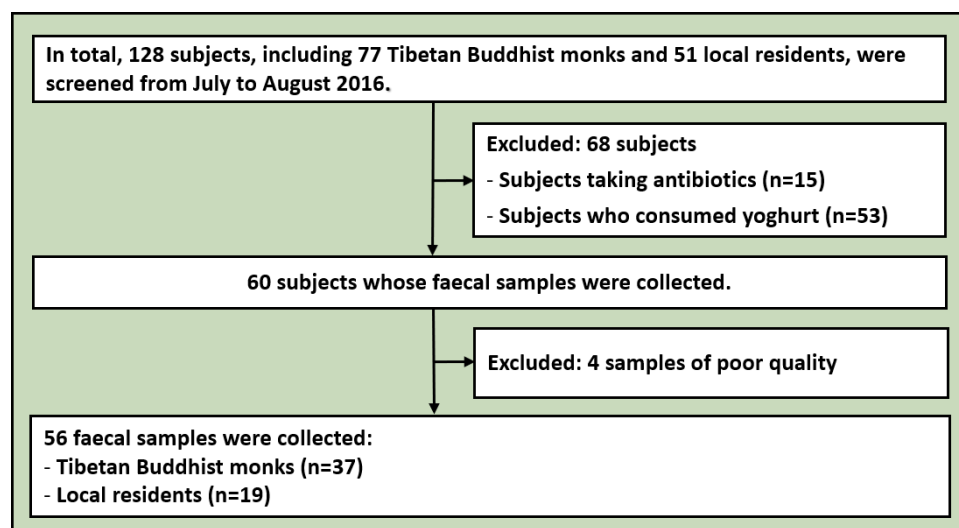 In total, 128 subjects, including 77 Tibetan Buddhist monks and 51 local residents, were
screened from July to August 2016.
Excluded: 68 subjects
- Subjects taking antibiotics (n=15)
- Subjects who consumed yoghurt (n=53)
60 subjects whose faecal samples were collected.
Excluded: 4 samples of poor quality
56 faecal samples were collected:
- Tibetan Buddhist monks (n=37)
- Local residents (n=19)